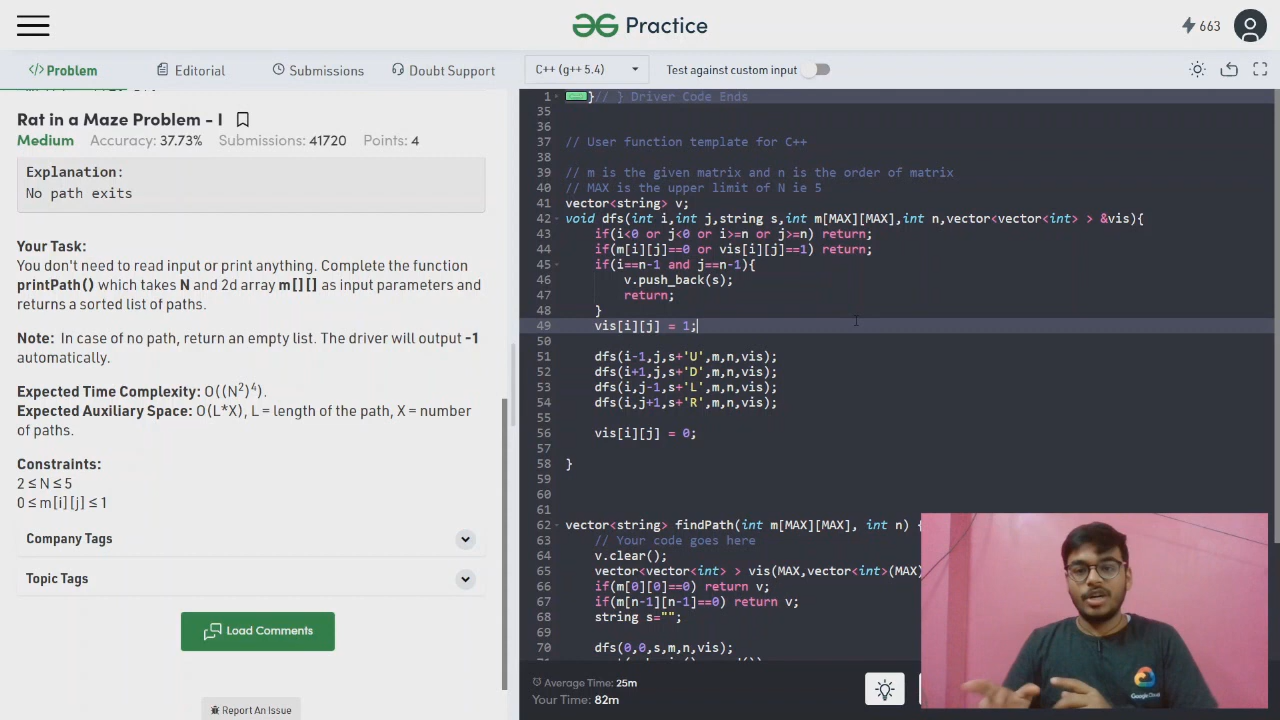 Practice
663
</> Problem
Editorial
Submissions
Doubt Support
C++ (g++ 5.4)
Test against custom input
Rat in a Maze Problem - I
Medium Accuracy: 37.73% Submissions: 41720 Points: 4
Explanation:
No path exits
Your Task:
You don't need to read input or print anything. Complete the function
printPath() which takes N and 2d array m[][] as input parameters and
returns a sorted list of paths.
Note: In case of no path, return an empty list. The driver will output -1
automatically.
Expected Time Complexity: O((N²)⁴).
Expected Auxiliary Space: O(L*X), L = length of the path, X = number
of paths.
Constraints:
2 ≤ N ≤ 5
0 ≤ m[i][j] ≤ 1
Company Tags
Topic Tags
Load Comments
Report An Issue
1 }// } Driver Code Ends
35
36
37 // User function template for C++
38
39 // m is the given matrix and n is the order of matrix
40 // MAX is the upper limit of N ie 5
41 vector<string> v;
42 void dfs(int i,int j,string s,int m[MAX][MAX],int n,vector<vector<int> > &vis){
43 if(i<0 or j<0 or i>=n or j>=n) return;
44 if(m[i][j]==0 or vis[i][j]==1) return;
45 if(i==n-1 and j==n-1){
46 v.push_back(s);
47 return;
48 }
49 vis[i][j] = 1;
50
51 dfs(i-1,j,s+'U',m,n,vis);
52 dfs(i+1,j,s+'D',m,n,vis);
53 dfs(i,j-1,s+'L',m,n,vis);
54 dfs(i,j+1,s+'R',m,n,vis);
55
56 vis[i][j] = 0;
57
58 }
59
60
61
62 vector<string> findPath(int m[MAX][MAX], int n) {
63 // Your code goes here
64 v.clear();
65 vector<vector<int> > vis(MAX,vector<int>(MAX)
66 if(m[0][0]==0) return v;
67 if(m[n-1][n-1]==0) return v;
68 string s="";
69
70 dfs(0,0,s,m,n,vis);
Average Time: 25m
Your Time: 82m
Google Cloud